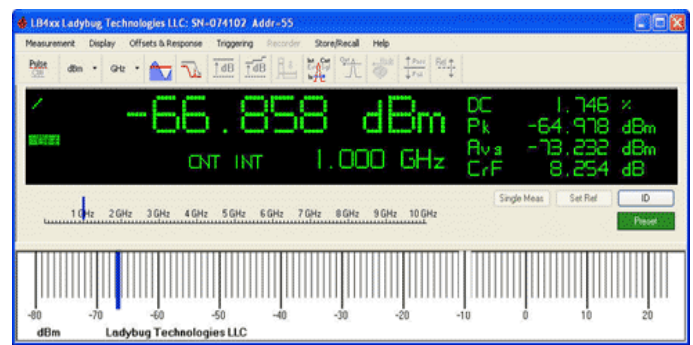 LB4xx Ladybug Technologies LLC: SN-074102 Addr-55
Measurement Display Offsets & Response Triggering Recorder Store/Recall Help
Pulse dBm GHz 1dB 1dB
-66.858 dBm
CNT INT 1.000 GHz
DC 1.746 %
Pk -64.978 dBm
Avg -73.232 dBm
CrF 8.254 dB
Single Meas Set Ref ID
1 GHz 2 GHz 3 GHz 4 GHz 5 GHz 6 GHz 7 GHz 8 GHz 9 GHz 10 GHz
Preset
-80 -70 -60 -50 -40 -30 -20 -10 0 10 20
dBm Ladybug Technologies LLC